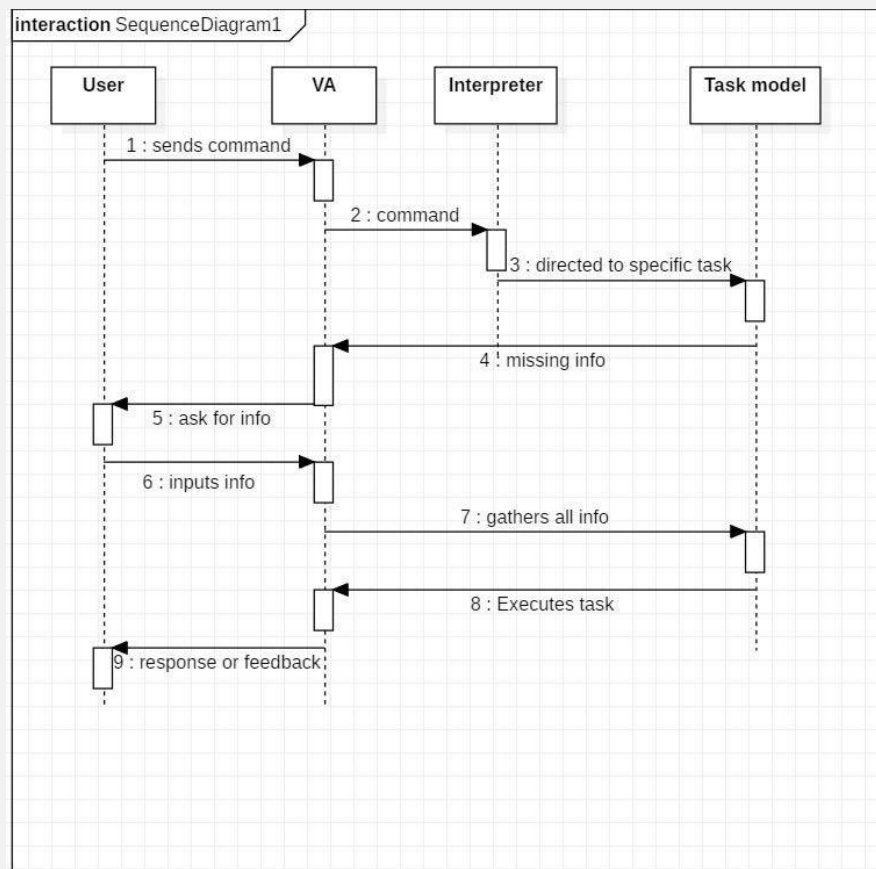 interaction SequenceDiagram1
User
VA
Interpreter
Task model
1 : sends command
2 : command
3 : directed to specific task
4 : missing info
5 : ask for info
6 : inputs info
7 : gathers all info
8 : Executes task
9 : response or feedback